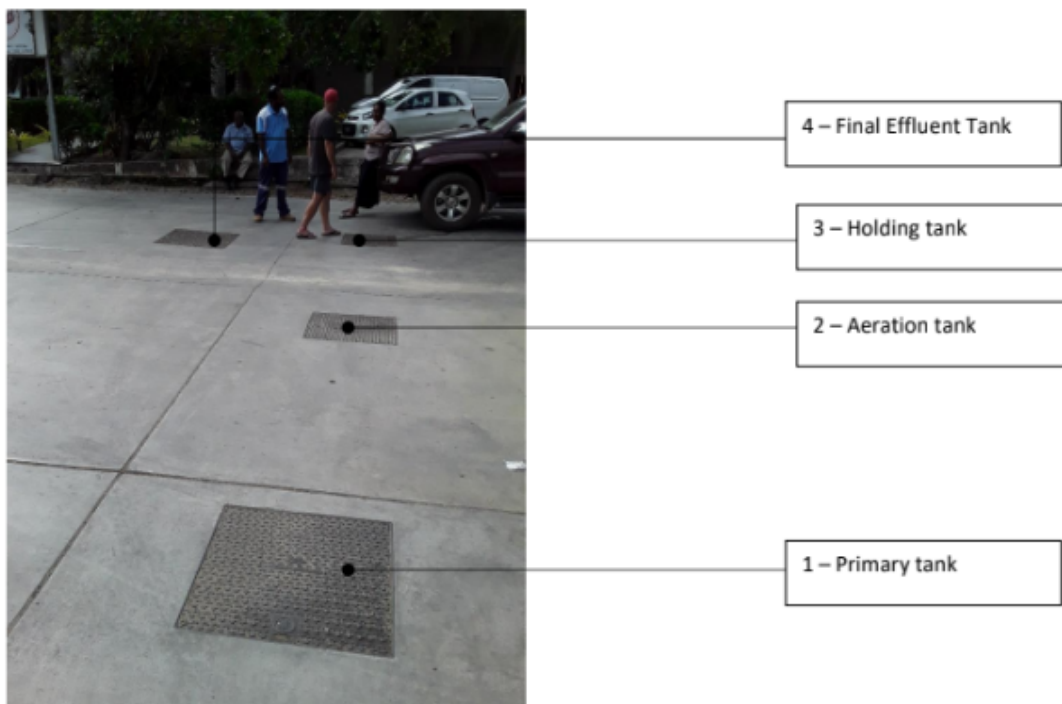 4 – Final Effluent Tank
3 – Holding tank
2 – Aeration tank
1 – Primary tank